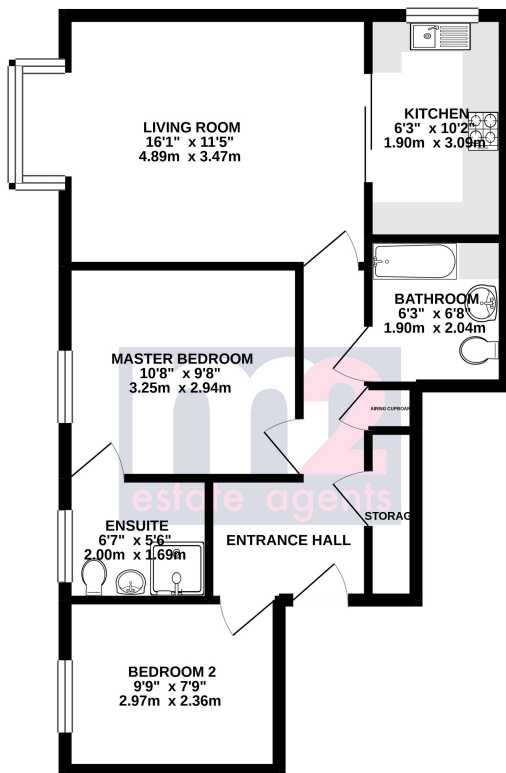 LIVING ROOM
16'1" x 11'5"
4.89m x 3.47m
KITCHEN
6'3" x 10'2"
1.90m x 3.09m
BATHROOM
6'3" x 6'8"
1.90m x 2.04m
MASTER BEDROOM
10'8" x 9'8"
3.25m x 2.94m
AIRING CUPBOARD
m2
estate agents
STORAGE
ENSUITE
6'7" x 5'6"
2.00m x 1.69m
ENTRANCE HALL
BEDROOM 2
9'9" x 7'9"
2.97m x 2.36m